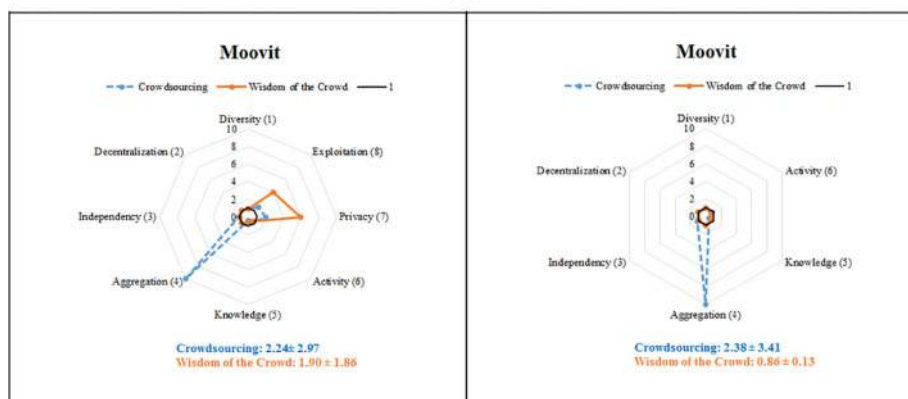 Moovit
Crowdsourcing Wisdom of the Crowd 1
Diversity (1)
10
Decentralization (2) Exploitation (8)
8
6
4
2
Independency (3) 0 Privacy (7)
Aggregation (4) Activity (6)
Knowledge (5)
Crowdsourcing: 2.24± 2.97
Wisdom of the Crowd: 1.90 ± 1.86
Moovit
Crowdsourcing Wisdom of the Crowd 1
Diversity (1)
10
8
6
Decentralization (2) Activity (6)
4
2
0
Independency (3) Knowledge (5)
Aggregation (4)
Crowdsourcing: 2.38 ± 3.41
Wisdom of the Crowd: 0.86 ± 0.13